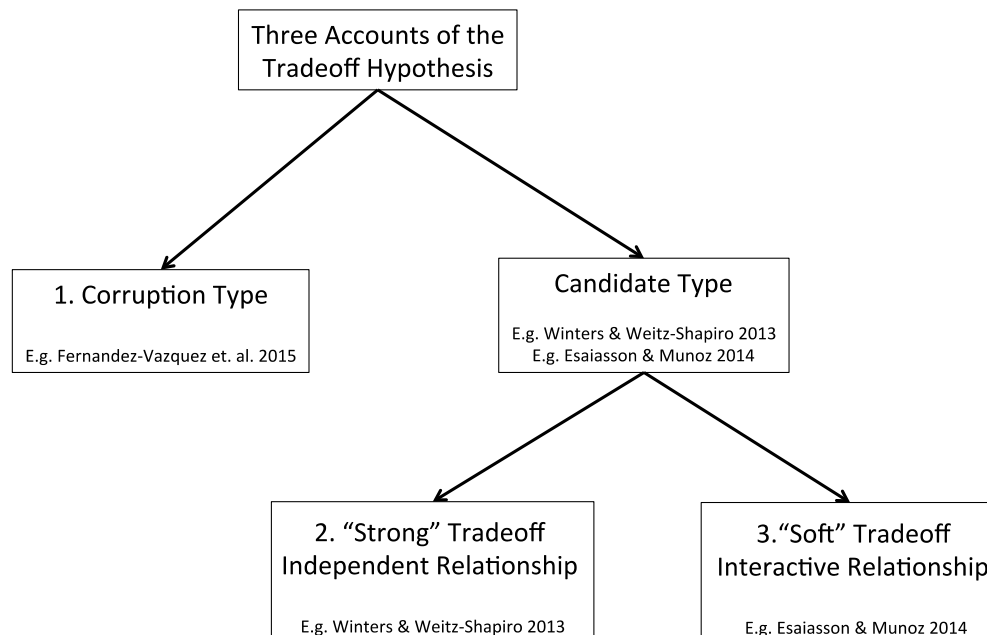 Three Accounts of the
Tradeoff Hypothesis
1. Corruption Type
E.g. Fernandez-Vazquez et. al. 2015
Candidate Type
E.g. Winters & Weitz-Shapiro 2013
E.g. Esaiasson & Munoz 2014
2. “Strong” Tradeoff
Independent Relationship
E.g. Winters & Weitz-Shapiro 2013
3.“Soft” Tradeoff
Interactive Relationship
E.g. Esaiasson & Munoz 2014